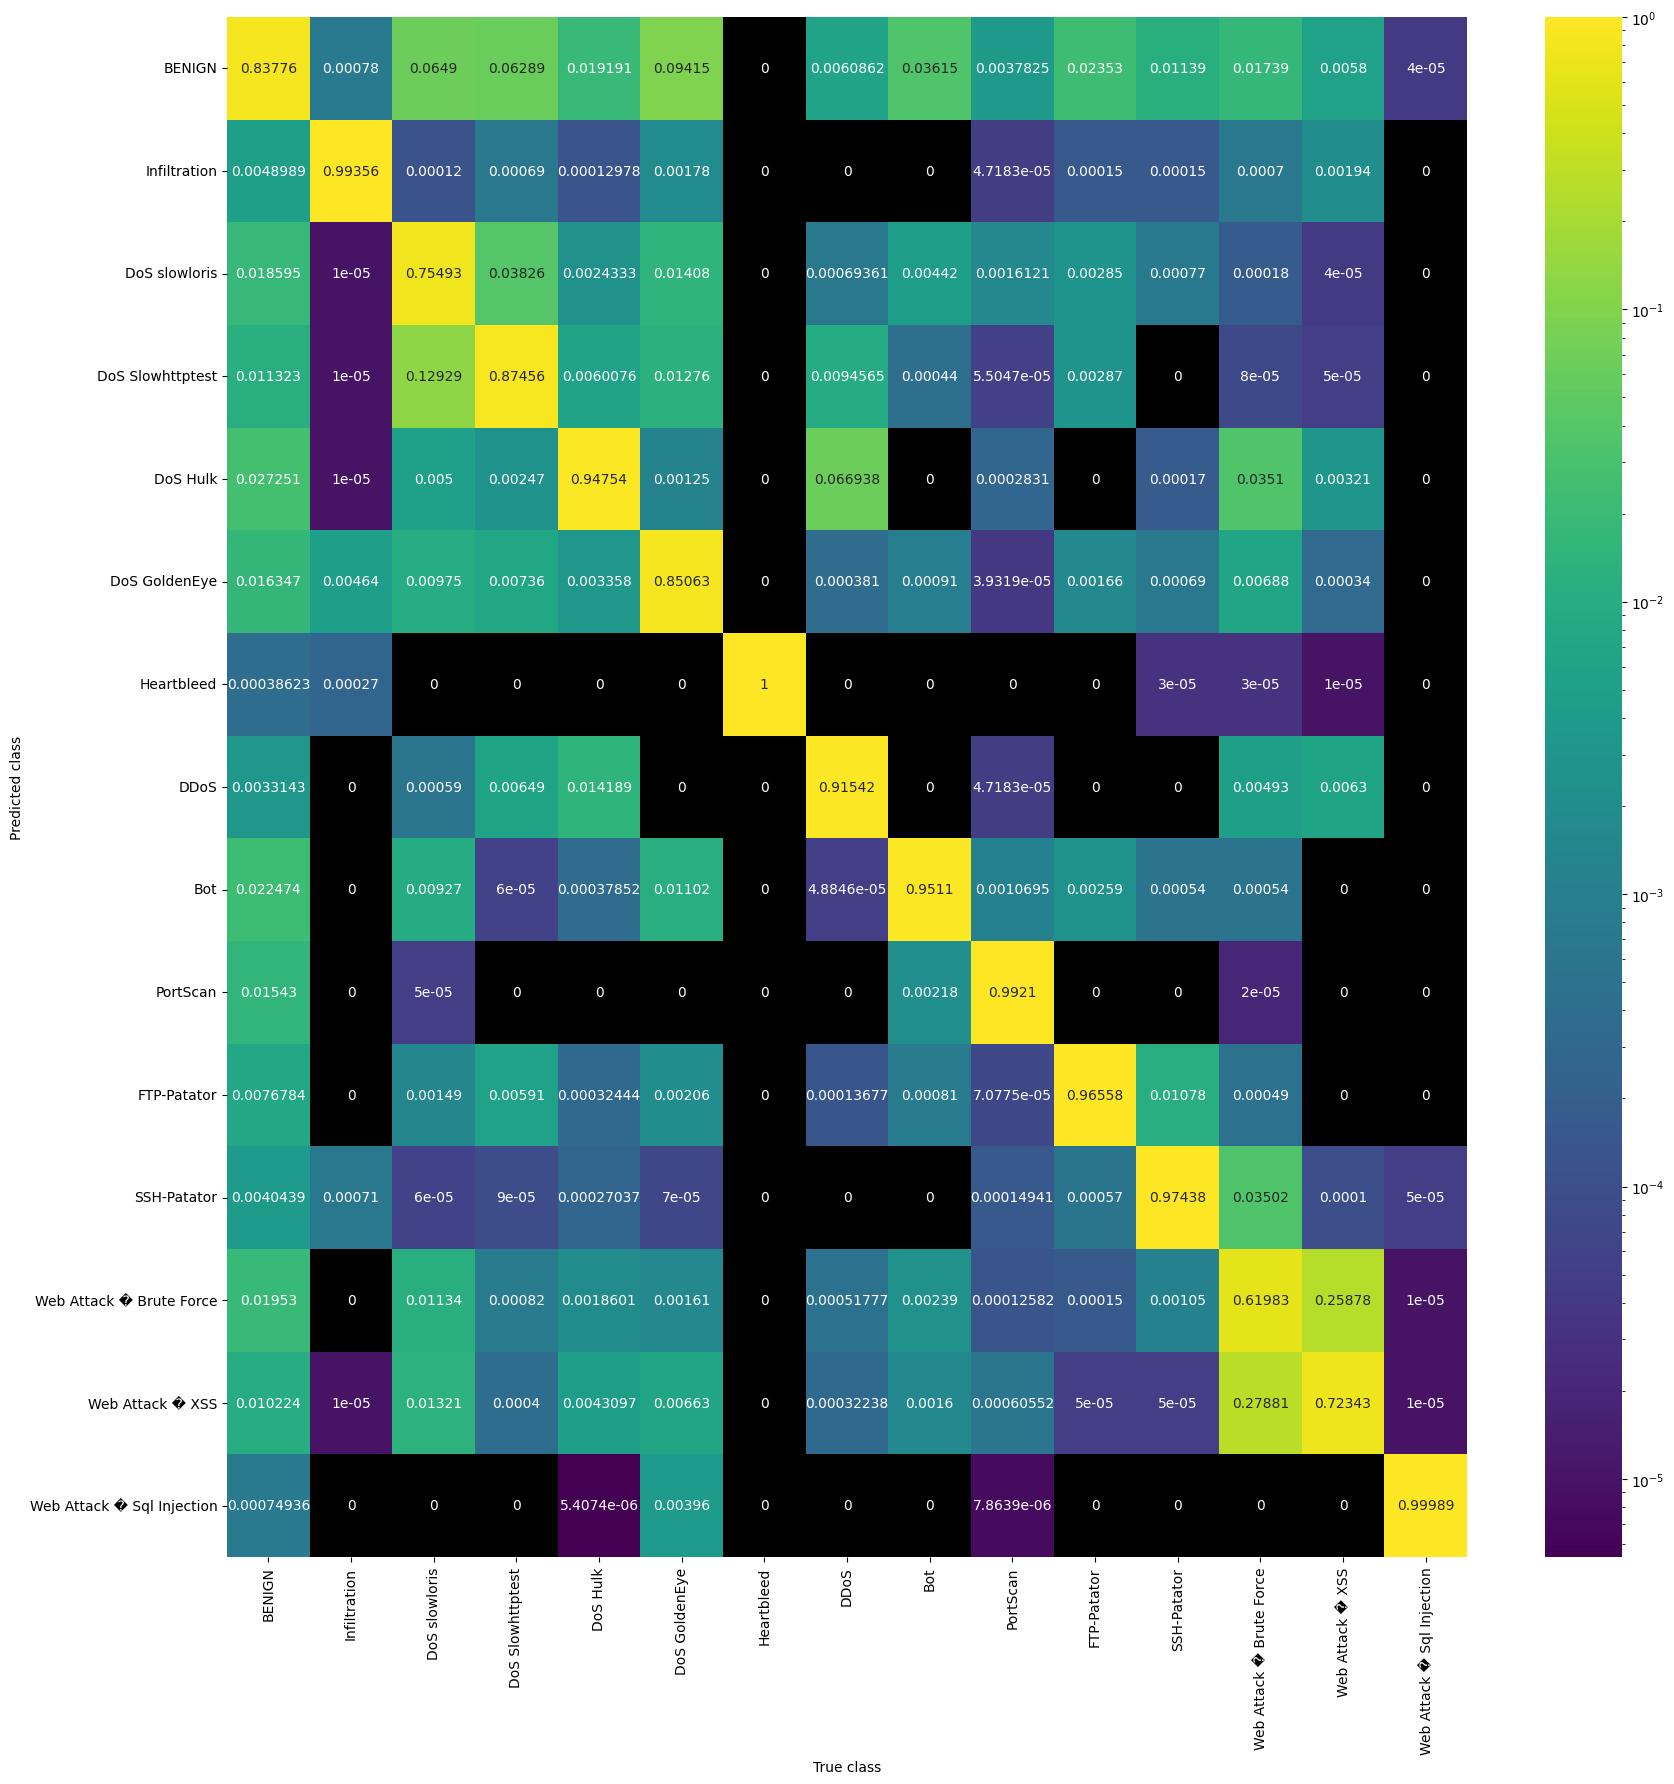 BENIGN 0.83776 0.00078 0.0649 0.06289 0.019191 0.09415 0 0.0060862 0.03615 0.0037825 0.02353 0.01139 0.01739 0.0058 4e-05
Infiltration 0.0048989 0.99356 0.00012 0.00069 0.00012978 0.00178 0 0 0 4.7183e-05 0.00015 0.00015 0.0007 0.00194 0
DoS slowloris 0.018595 1e-05 0.75493 0.03826 0.0024333 0.01408 0 0.00069361 0.00442 0.0016121 0.00285 0.00077 0.00018 4e-05 0
DoS Slowhttptest 0.011323 1e-05 0.12929 0.87456 0.0060076 0.01276 0 0.0094565 0.00044 5.5047e-05 0.00287 0 8e-05 5e-05 0
DoS Hulk 0.027251 1e-05 0.005 0.00247 0.94754 0.00125 0 0.066938 0 0.0002831 0 0.00017 0.0351 0.00321 0
DoS GoldenEye 0.016347 0.00464 0.00975 0.00736 0.003358 0.85063 0 0.000381 0.00091 3.9319e-05 0.00166 0.00069 0.00688 0.00034 0
Heartbleed 0.00038623 0.00027 0 0 0 0 1 0 0 0 0 3e-05 3e-05 1e-05 0
DDoS 0.0033143 0 0.00059 0.00649 0.014189 0 0 0.91542 0 4.7183e-05 0 0 0.00493 0.0063 0
Bot 0.022474 0 0.00927 6e-05 0.00037852 0.01102 0 4.8846e-05 0.9511 0.0010695 0.00259 0.00054 0.00054 0 0
PortScan 0.01543 0 5e-05 0 0 0 0 0 0.00218 0.9921 0 0 2e-05 0 0
FTP-Patator 0.0076784 0 0.00149 0.00591 0.00032444 0.00206 0 0.00013677 0.00081 7.0775e-05 0.96558 0.01078 0.00049 0 0
SSH-Patator 0.0040439 0.00071 6e-05 9e-05 0.00027037 7e-05 0 0 0 0.00014941 0.00057 0.97438 0.03502 0.0001 5e-05
Web Attack � Brute Force 0.01953 0 0.01134 0.00082 0.0018601 0.00161 0 0.00051777 0.00239 0.00012582 0.00015 0.00105 0.61983 0.25878 1e-05
Web Attack � XSS 0.010224 1e-05 0.01321 0.0004 0.0043097 0.00663 0 0.00032238 0.0016 0.00060552 5e-05 5e-05 0.27881 0.72343 1e-05
Web Attack � Sql Injection 0.00074936 0 0 0 5.4074e-06 0.00396 0 0 0 7.8639e-06 0 0 0 0 0.99989
Predicted class
BENIGN
Infiltration
DoS slowloris
DoS Slowhttptest
DoS Hulk
DoS GoldenEye
Heartbleed
DDoS
Bot
PortScan
FTP-Patator
SSH-Patator
Web Attack � Brute Force
Web Attack � XSS
Web Attack � Sql Injection
True class
10⁰
10⁻¹
10⁻²
10⁻³
10⁻⁴
10⁻⁵